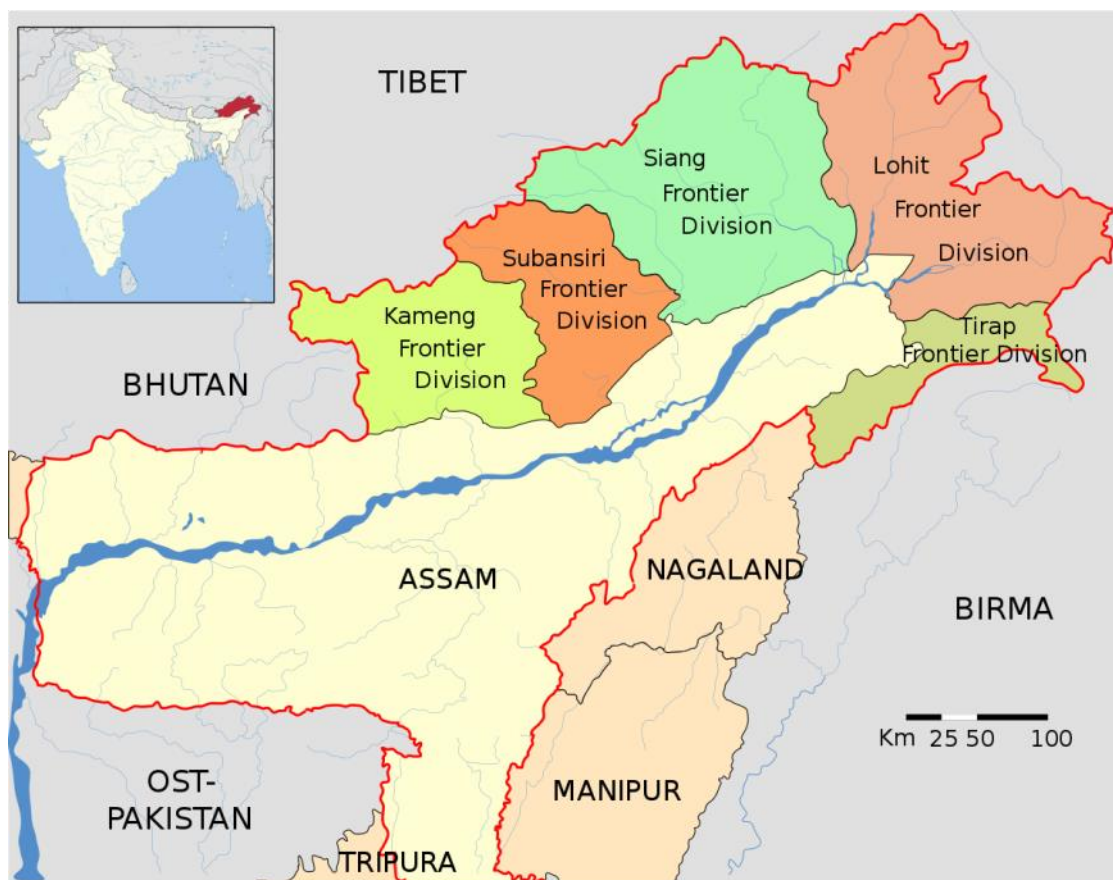 TIBET
Siang
Frontier
Division
Lohit
Frontier
Division
Subansiri
Frontier
Division
Kameng
Frontier
Division
Tirap
Frontier Division
BHUTAN
ASSAM
NAGALAND
BIRMA
Km 25 50 100
MANIPUR
OST-
PAKISTAN
TRIPURA